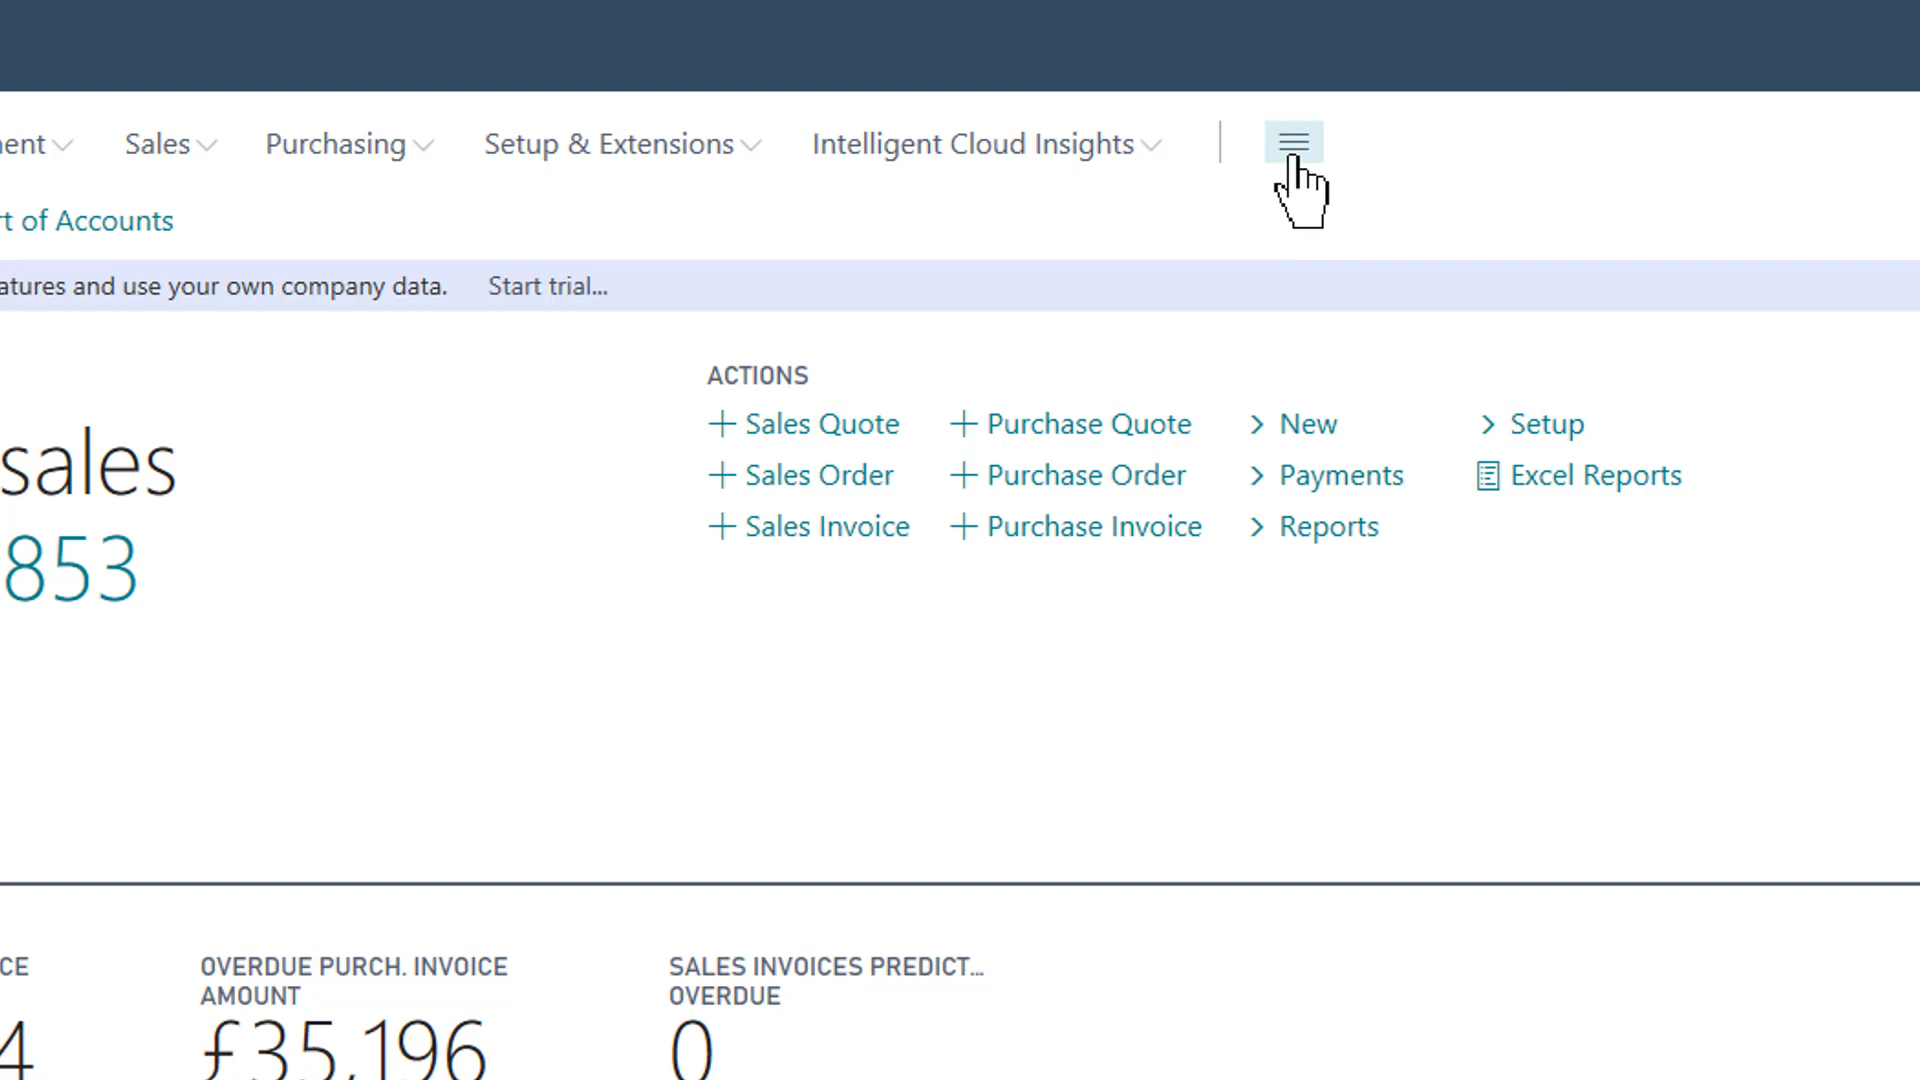 ent Sales Purchasing Setup & Extensions Intelligent Cloud Insights
rt of Accounts
atures and use your own company data. Start trial...
ACTIONS
Sales Quote Purchase Quote New Setup
Sales Order Purchase Order Payments Excel Reports
Sales Invoice Purchase Invoice Reports
sales
853
CE OVERDUE PURCH. INVOICE SALES INVOICES PREDICT...
AMOUNT OVERDUE
4 £35,196 0